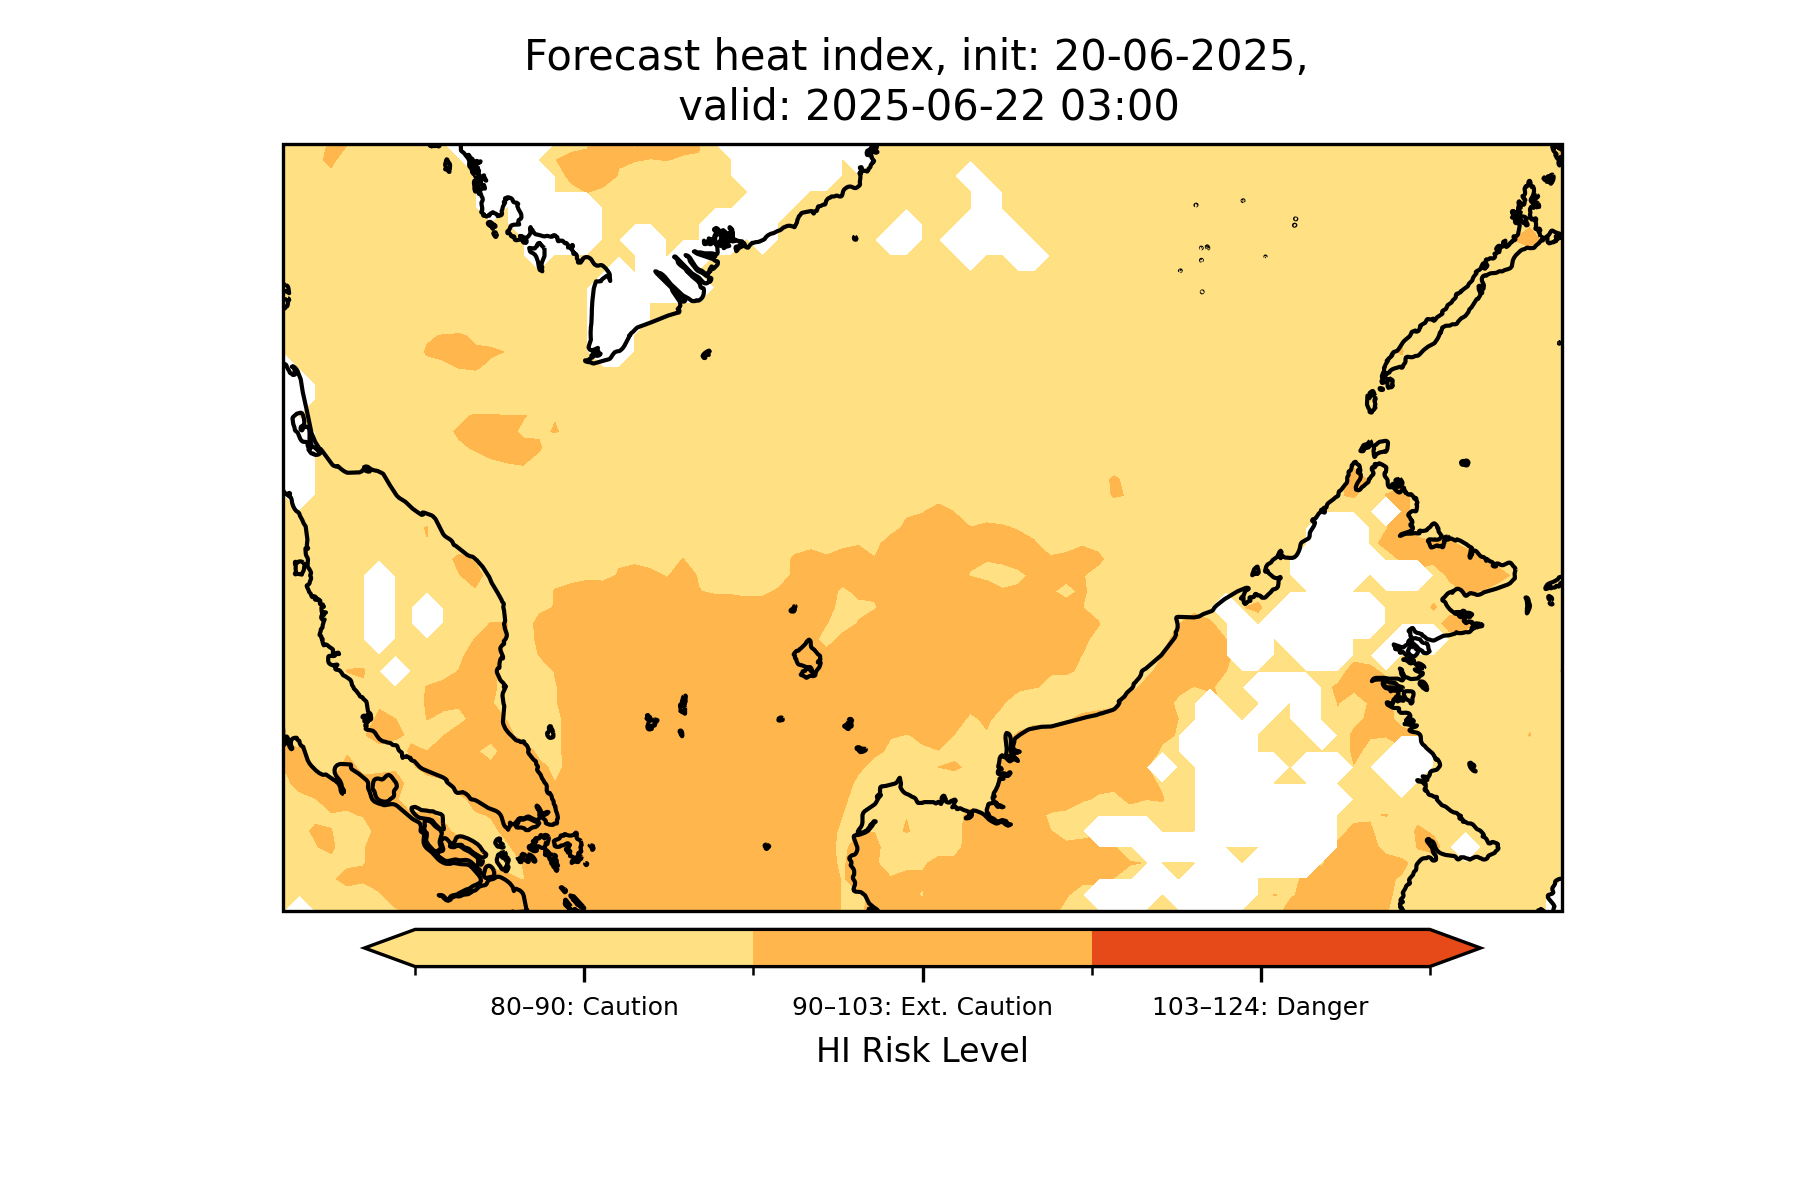 Forecast heat index, init: 20-06-2025,
valid: 2025-06-22 03:00
80–90: Caution
90–103: Ext. Caution
103–124: Danger
HI Risk Level